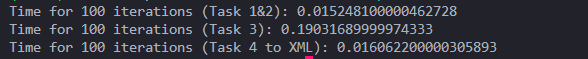 Time for 100 iterations (Task 1&2): 0.015248100000462728
Time for 100 iterations (Task 3): 0.19031689999974333
Time for 100 iterations (Task 4 to XML): 0.016062200000305893